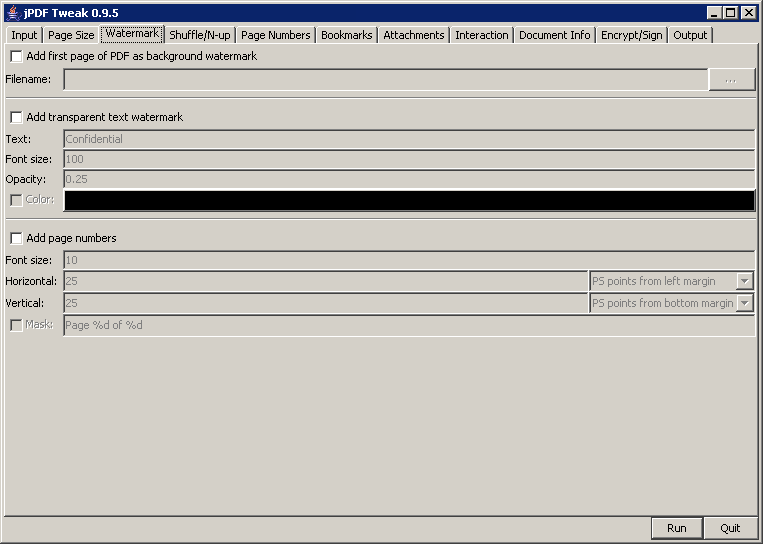 jPDF Tweak 0.9.5
Input Page Size Watermark Shuffle/N-up Page Numbers Bookmarks Attachments Interaction Document Info Encrypt/Sign Output
Add first page of PDF as background watermark
Filename: ...
Add transparent text watermark
Text: Confidential
Font size: 100
Opacity: 0.25
Color:
Add page numbers
Font size: 10
Horizontal: 25 PS points from left margin
Vertical: 25 PS points from bottom margin
Mask: Page %d of %d
Run Quit